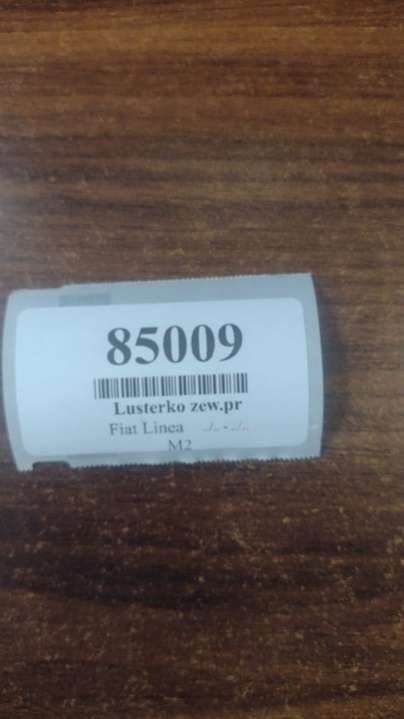 85009
Lusterko zew.pr
Fiat Linea ../.. - ../..
M2